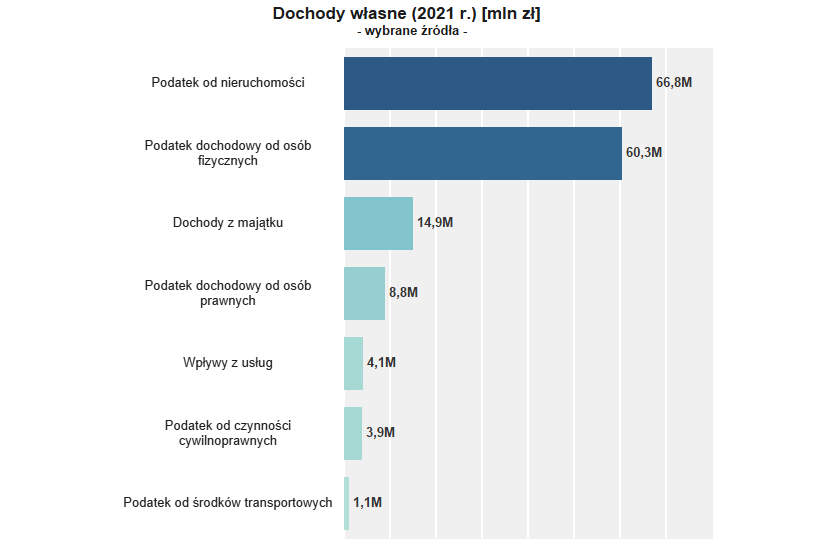 Dochody własne (2021 r.) [mln zł]
- wybrane źródła -
Podatek od nieruchomości
66,8M
Podatek dochodowy od osób
fizycznych
60,3M
Dochody z majątku
14,9M
Podatek dochodowy od osób
prawnych
8,8M
Wpływy z usług
4,1M
Podatek od czynności
cywilnoprawnych
3,9M
Podatek od środków transportowych
1,1M